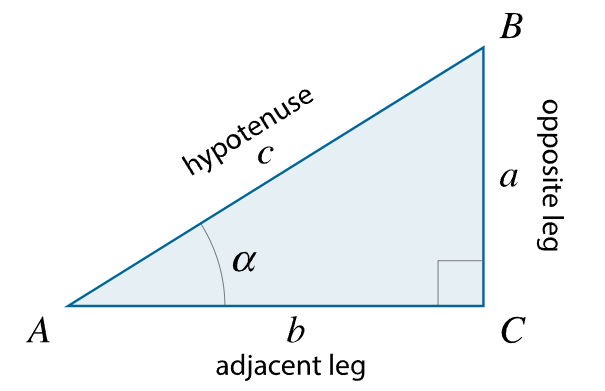 B
hypotenuse
c
a
opposite leg
α
A
b
C
adjacent leg